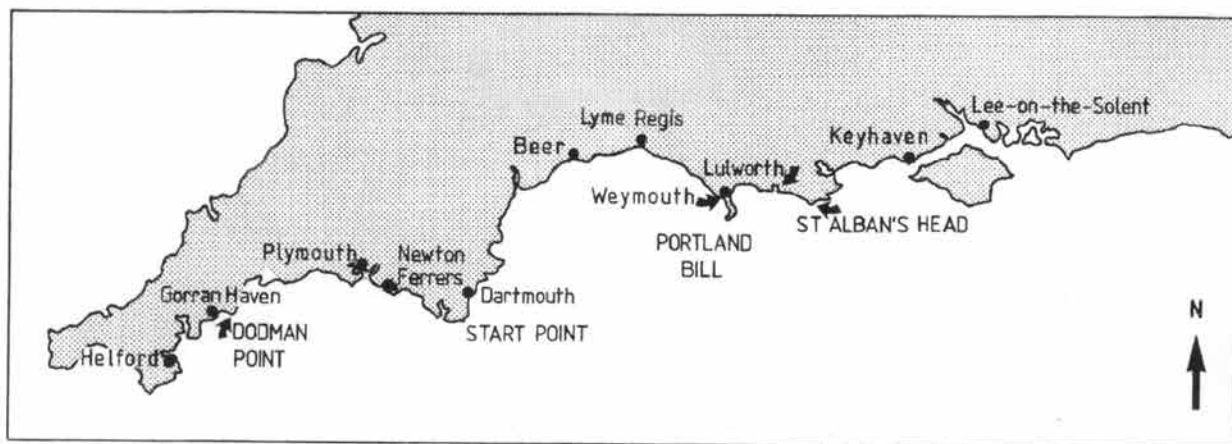 Lee-on-the-Solent
Lyme Regis
Keyhaven
Beer
Lulworth
Weymouth
ST ALBAN'S HEAD
PORTLAND
BILL
Plymouth
Newton
Ferrers
Gorran Haven
Dartmouth
DODMAN
POINT
START POINT
Helford
N